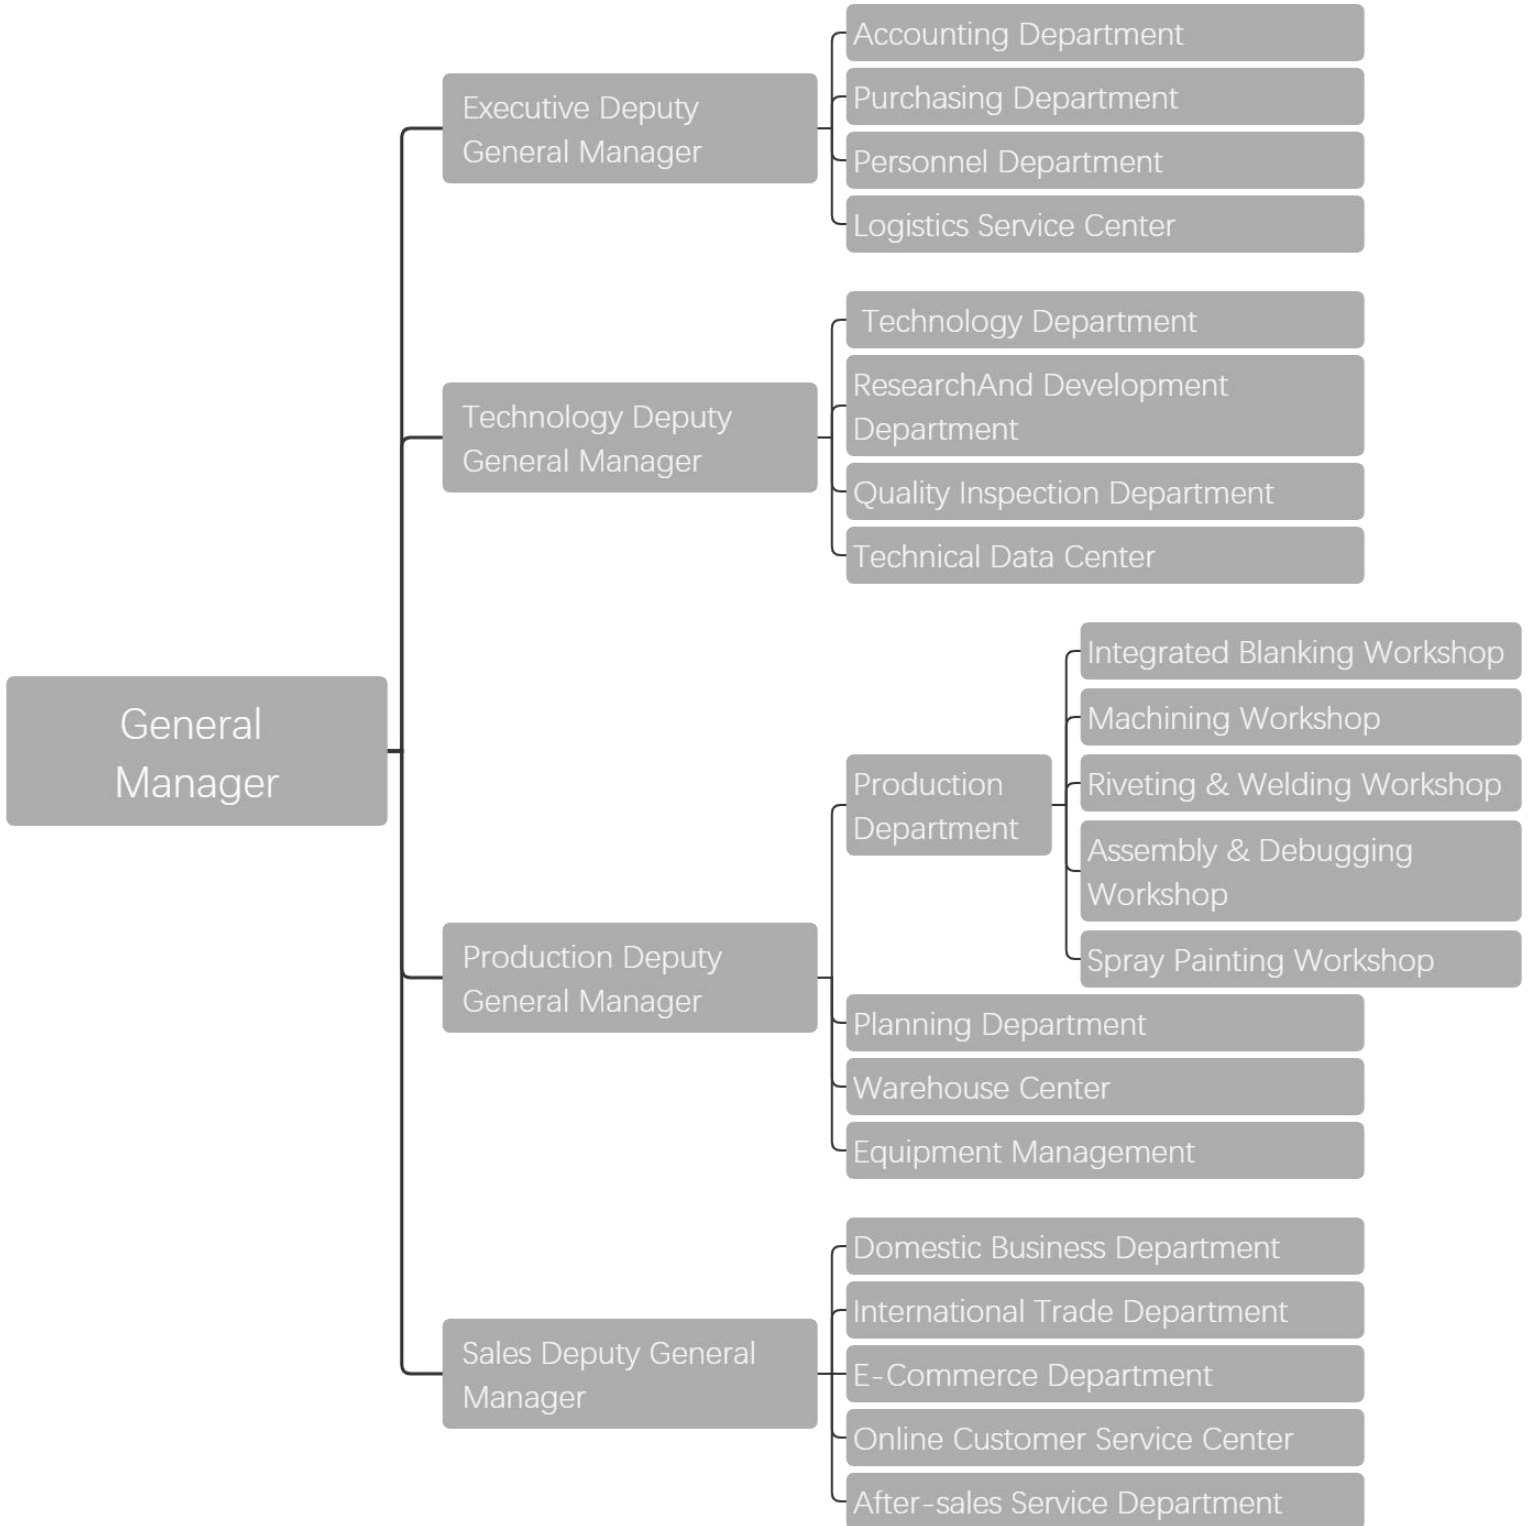 General
Manager
Executive Deputy
General Manager
Accounting Department
Purchasing Department
Personnel Department
Logistics Service Center
Technology Deputy
General Manager
Technology Department
ResearchAnd Development
Department
Quality Inspection Department
Technical Data Center
Production Deputy
General Manager
Production
Department
Integrated Blanking Workshop
Machining Workshop
Riveting & Welding Workshop
Assembly & Debugging
Workshop
Spray Painting Workshop
Planning Department
Warehouse Center
Equipment Management
Sales Deputy General
Manager
Domestic Business Department
International Trade Department
E-Commerce Department
Online Customer Service Center
After-sales Service Department